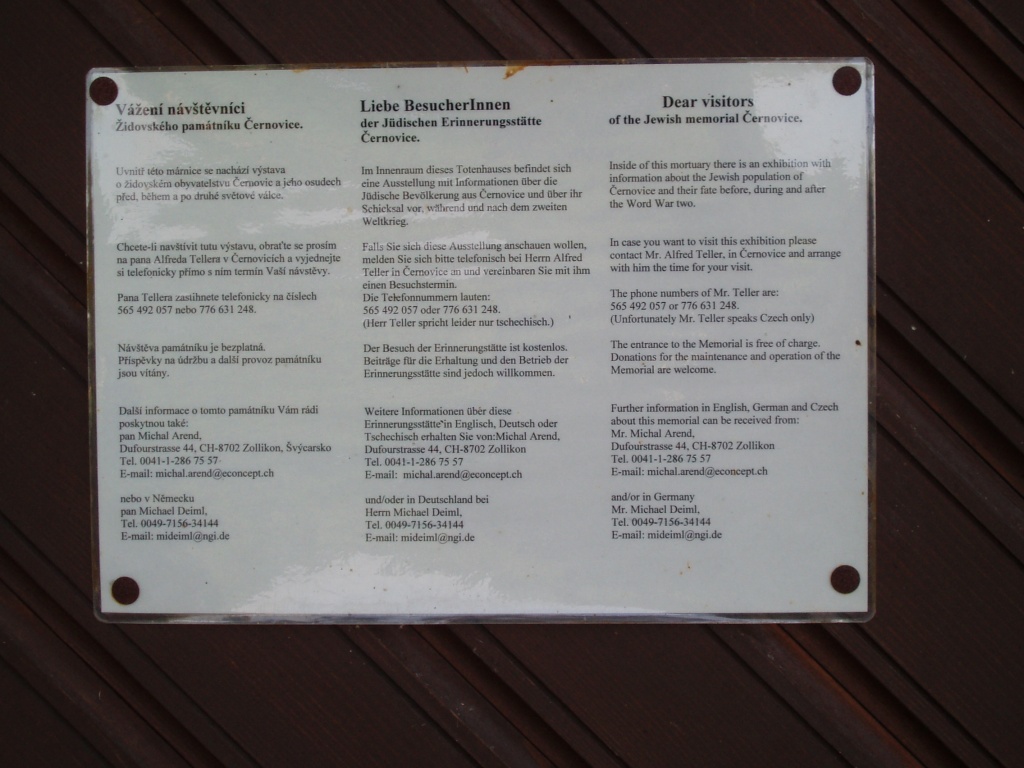 Vážení návštěvníci
Židovského památníku Černovice.
Uvnitř této márnice se nachází výstava
o židovském obyvatelstvu Černovic a jeho osudech
před, během a po druhé světové válce.
Chcete-li navštívit tutu výstavu, obraťte se prosím
na pana Alfreda Tellera v Černovicích a vyjednejte
si telefonicky přímo s ním termín Vaší návstěvy.
Pana Tellera zastihnete telefonicky na číslech
565 492 057 nebo 776 631 248.
Návštěva památníku je bezplatná.
Příspěvky na údržbu a další provoz památníku
jsou vítány.
Další informace o tomto památníku Vám rádi
poskytnou také:
pan Michal Arend,
Dufourstrasse 44, CH-8702 Zollikon, Švýcarsko
Tel. 0041-1-286 75 57
E-mail: michal.arend@econcept.ch
nebo v Německu
pan Michael Deiml,
Tel. 0049-7156-34144
E-mail: mideiml@ngi.de
Liebe BesucherInnen
der Jüdischen Erinnerungsstätte
Černovice.
Im Innenraum dieses Totenhauses befindet sich
eine Ausstellung mit Informationen über die
Jüdische Bevölkerung aus Černovice und über ihr
Schicksal vor, während und nach dem zweiten
Weltkrieg.
Falls Sie sich diese Ausstellung anschauen wollen,
melden Sie sich bitte telefonisch bei Herrn Alfred
Teller in Černovice an und vereinbaren Sie mit ihm
einen Besuchstermin.
Die Telefonnummern lauten:
565 492 057 oder 776 631 248.
(Herr Teller spricht leider nur tschechisch.)
Der Besuch der Erinnerungstätte ist kostenlos.
Beiträge für die Erhaltung und den Betrieb der
Erinnerungsstätte sind jedoch willkommen.
Weitere Informationen über diese
Erinnerungsstätte in Englisch, Deutsch oder
Tschechisch erhalten Sie von:Michal Arend,
Dufourstrasse 44, CH-8702 Zollikon
Tel. 0041-1-286 75 57
E-mail: michal.arend@econcept.ch
und/oder in Deutschland bei
Herrn Michael Deiml,
Tel. 0049-7156-34144
E-mail: mideiml@ngi.de
Dear visitors
of the Jewish memorial Černovice.
Inside of this mortuary there is an exhibition with
information about the Jewish population of
Černovice and their fate before, during and after
the Word War two.
In case you want to visit this exhibition please
contact Mr. Alfred Teller, in Černovice and arrange
with him the time for your visit.
The phone numbers of Mr. Teller are:
565 492 057 or 776 631 248.
(Unfortunately Mr. Teller speaks Czech only)
The entrance to the Memorial is free of charge.
Donations for the maintenance and operation of the
Memorial are welcome.
Further information in English, German and Czech
about this memorial can be received from:
Mr. Michal Arend,
Dufourstrasse 44, CH-8702 Zollikon
Tel. 0041-1-286 75 57
E-mail: michal.arend@econcept.ch
and/or in Germany
Mr. Michael Deiml,
Tel. 0049-7156-34144
E-mail: mideiml@ngi.de